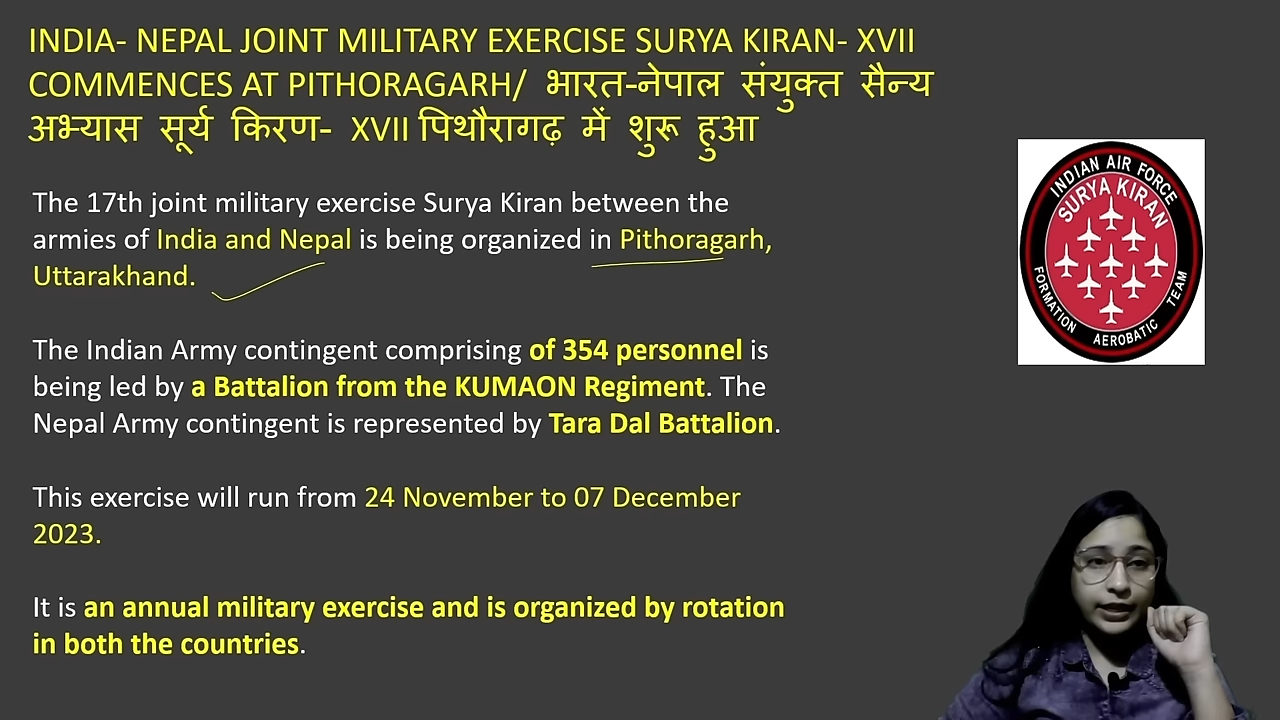 INDIA- NEPAL JOINT MILITARY EXERCISE SURYA KIRAN- XVII
COMMENCES AT PITHORAGARH/ भारत-नेपाल संयुक्त सैन्य
अभ्यास सूर्य किरण- XVII पिथौरागढ़ में शुरू हुआ
The 17th joint military exercise Surya Kiran between the
armies of India and Nepal is being organized in Pithoragarh,
Uttarakhand.
The Indian Army contingent comprising of 354 personnel is
being led by a Battalion from the KUMAON Regiment. The
Nepal Army contingent is represented by Tara Dal Battalion.
This exercise will run from 24 November to 07 December
2023.
It is an annual military exercise and is organized by rotation
in both the countries.
INDIAN AIR FORCE
SURYA KIRAN
FORMATION AEROBATIC TEAM